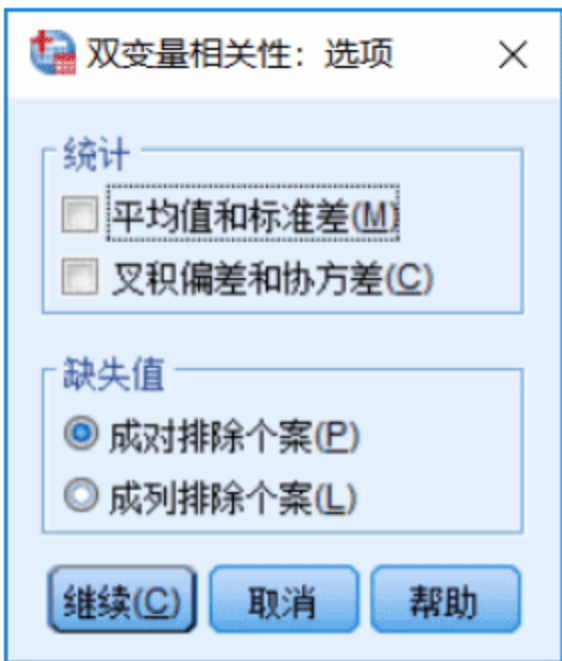 双变量相关性：选项
统计
平均值和标准差(M)
叉积偏差和协方差(C)
缺失值
成对排除个案(P)
成列排除个案(L)
继续(C) 取消 帮助